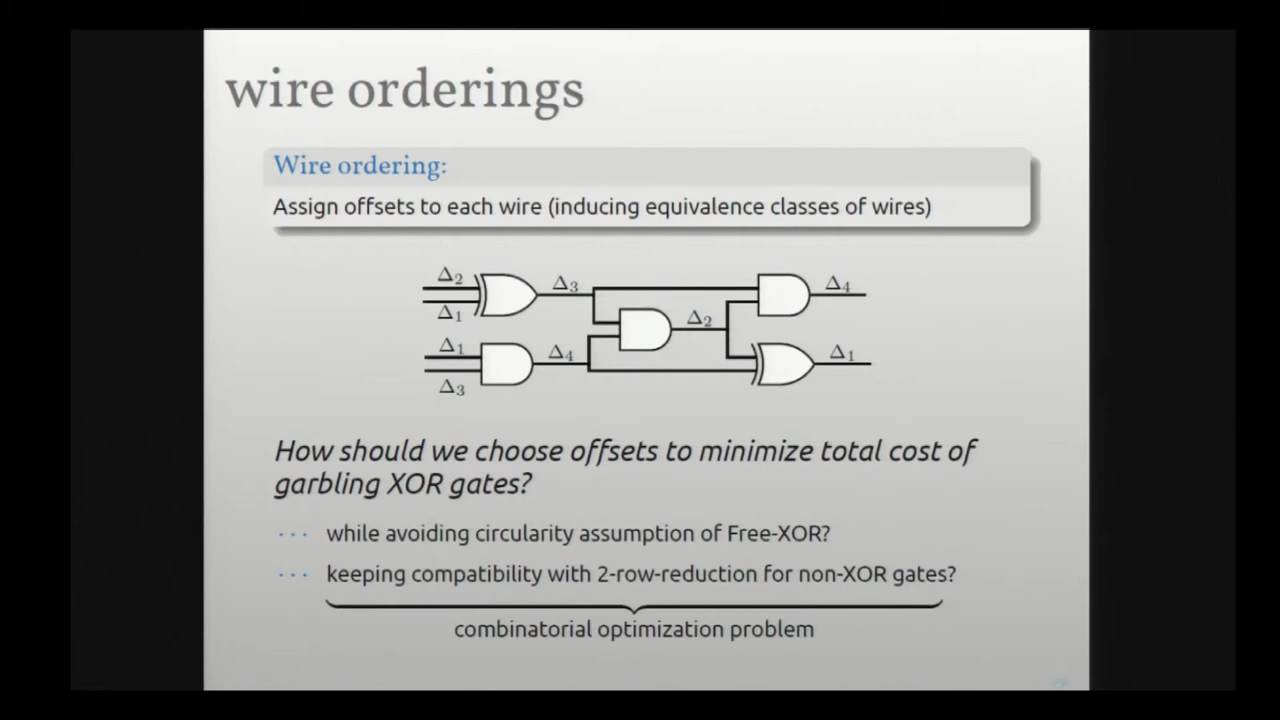 wire orderings
Wire ordering:
Assign offsets to each wire (inducing equivalence classes of wires)
Δ₂ Δ₃ Δ₄
Δ₁ Δ₂
Δ₁ Δ₄ Δ₁
Δ₃
How should we choose offsets to minimize total cost of
garbling XOR gates?
··· while avoiding circularity assumption of Free-XOR?
··· keeping compatibility with 2-row-reduction for non-XOR gates?
combinatorial optimization problem